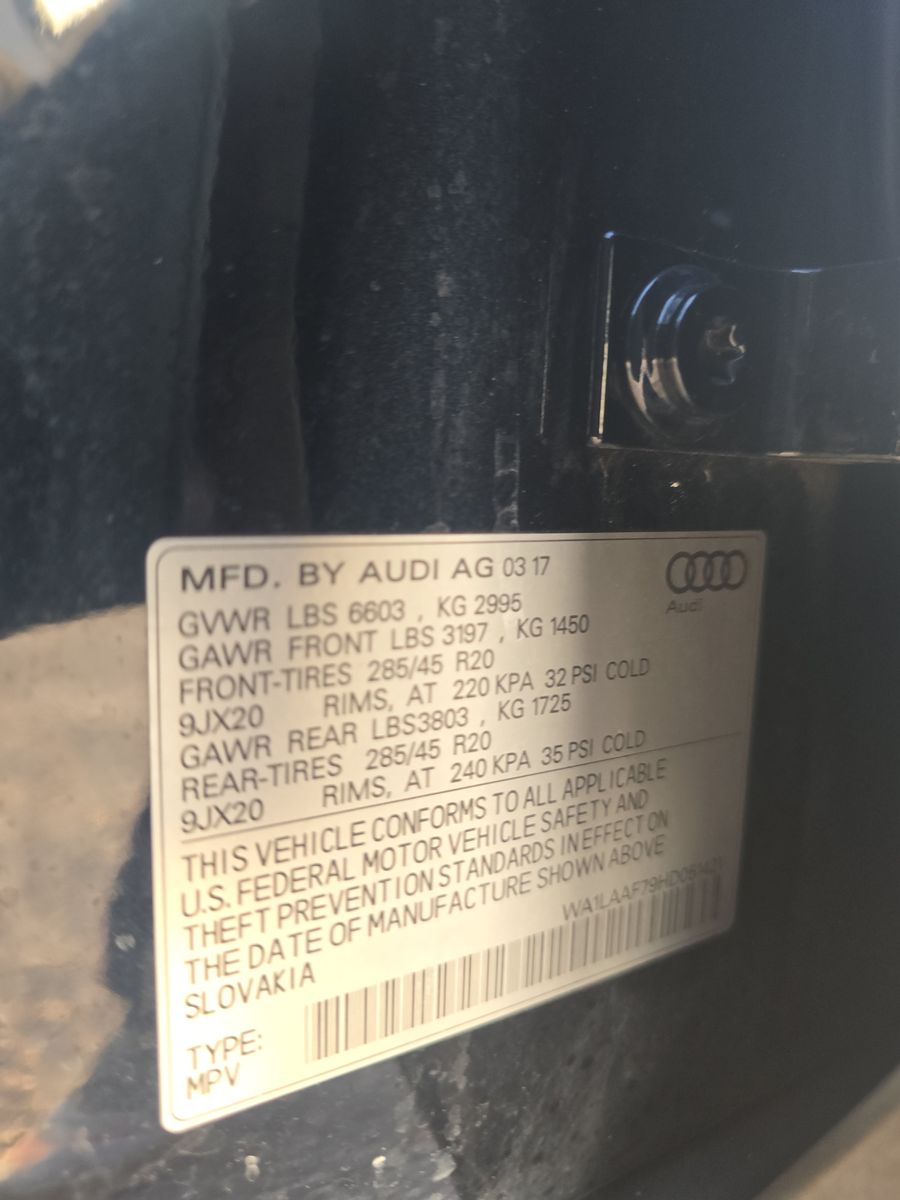 MFD. BY AUDI AG 03 17
Audi
GVWR LBS 6603 , KG 2995
GAWR FRONT LBS 3197 , KG 1450
FRONT-TIRES 285/45 R20
9JX20 RIMS, AT 220 KPA 32 PSI COLD
GAWR REAR LBS3803 , KG 1725
REAR-TIRES 285/45 R20
9JX20 RIMS, AT 240 KPA 35 PSI COLD
THIS VEHICLE CONFORMS TO ALL APPLICABLE
U.S. FEDERAL MOTOR VEHICLE SAFETY AND
THEFT PREVENTION STANDARDS IN EFFECT ON
THE DATE OF MANUFACTURE SHOWN ABOVE
SLOVAKIA
TYPE:
MPV